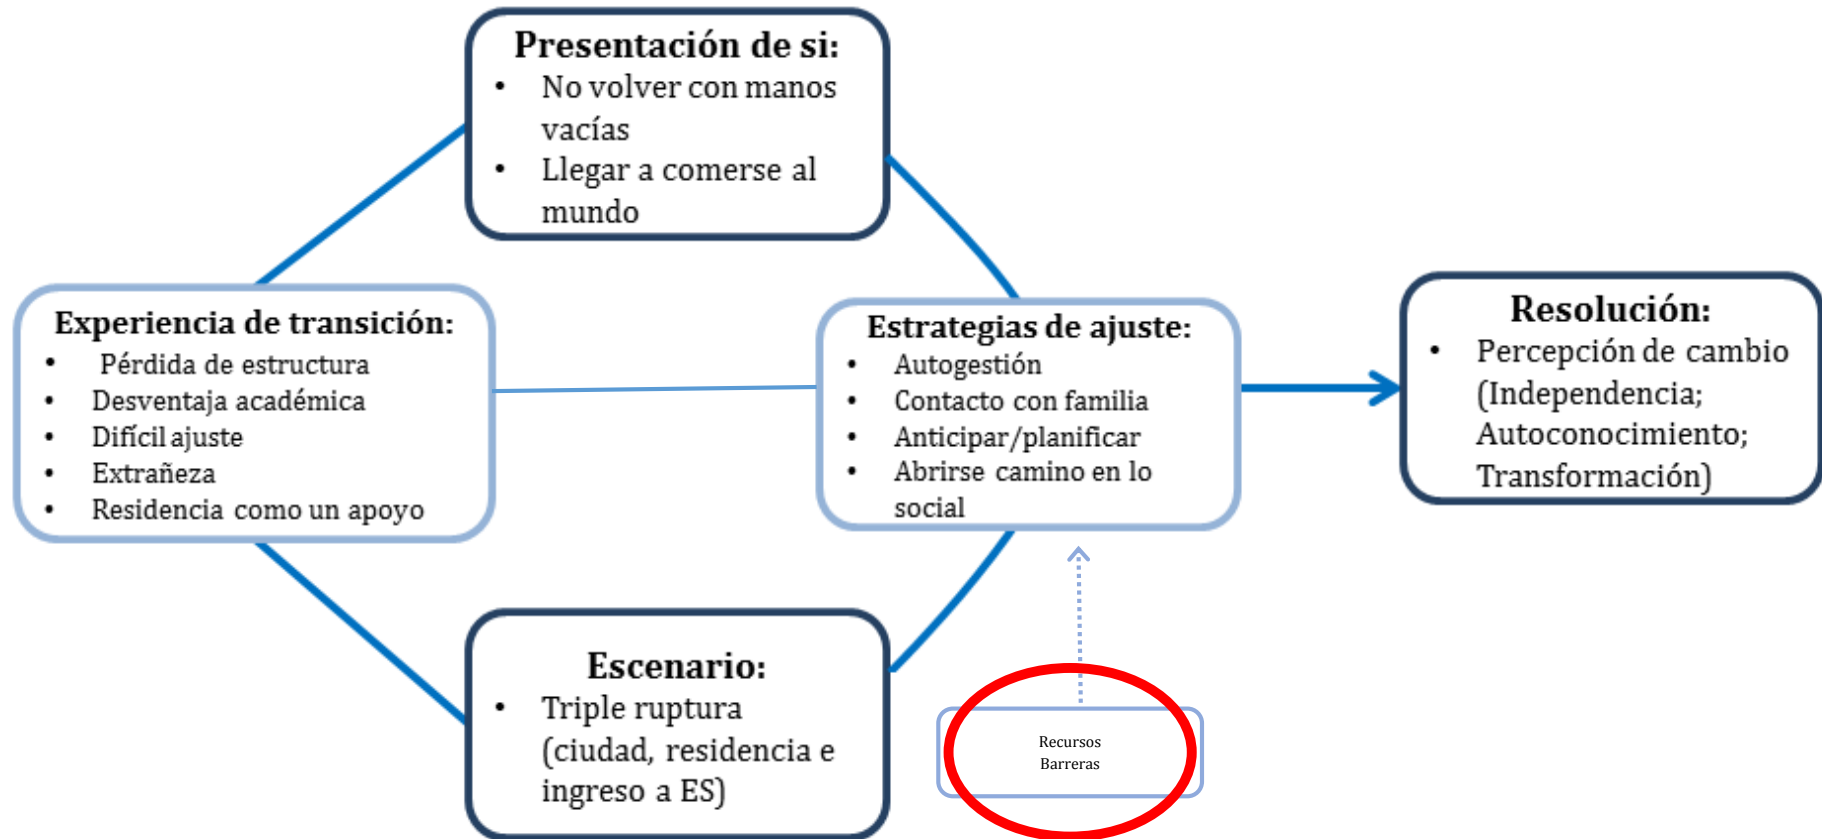 Presentación de si:
• No volver con manos
vacías
• Llegar a comerse al
mundo
Experiencia de transición:
• Pérdida de estructura
• Desventaja académica
• Difícil ajuste
• Extrañeza
• Residencia como un apoyo
Estrategias de ajuste:
• Autogestión
• Contacto con familia
• Anticipar/planificar
• Abrirse camino en lo
social
Resolución:
• Percepción de cambio
(Independencia;
Autoconocimiento;
Transformación)
Escenario:
• Triple ruptura
(ciudad, residencia e
ingreso a ES)
Recursos
Barreras